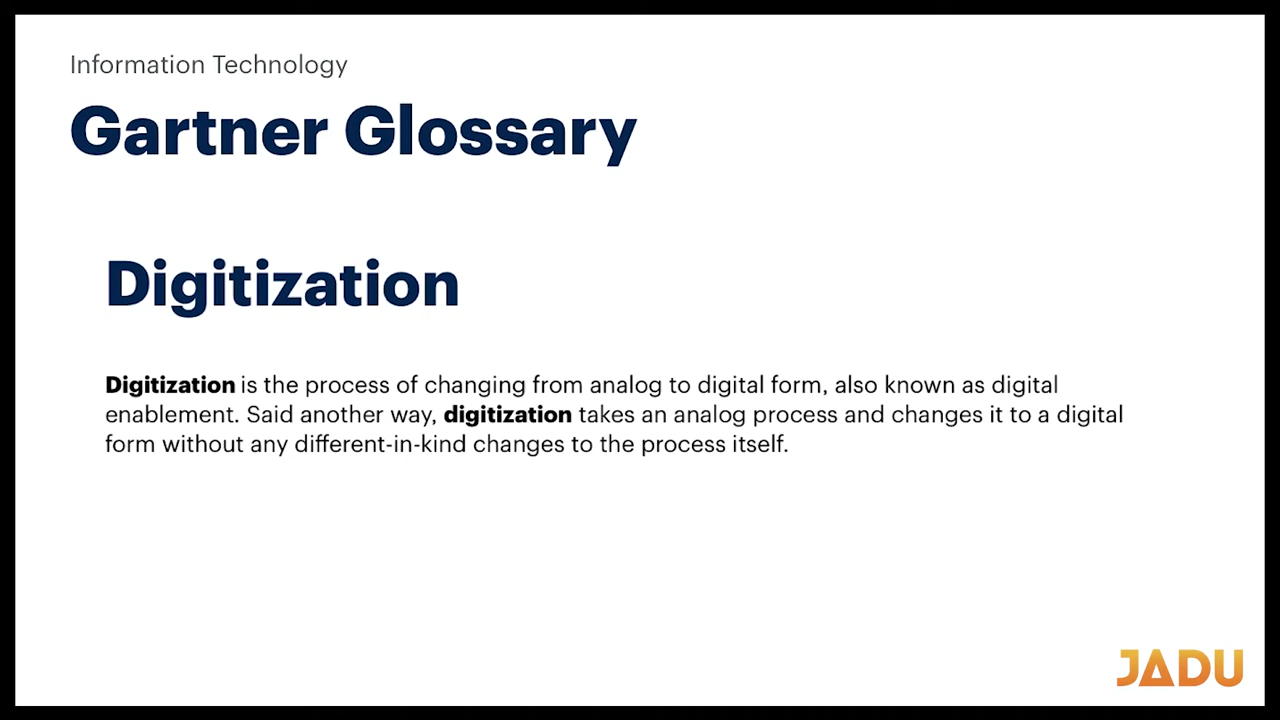 Information Technology
Gartner Glossary
Digitization
Digitization is the process of changing from analog to digital form, also known as digital
enablement. Said another way, digitization takes an analog process and changes it to a digital
form without any different-in-kind changes to the process itself.
JADU